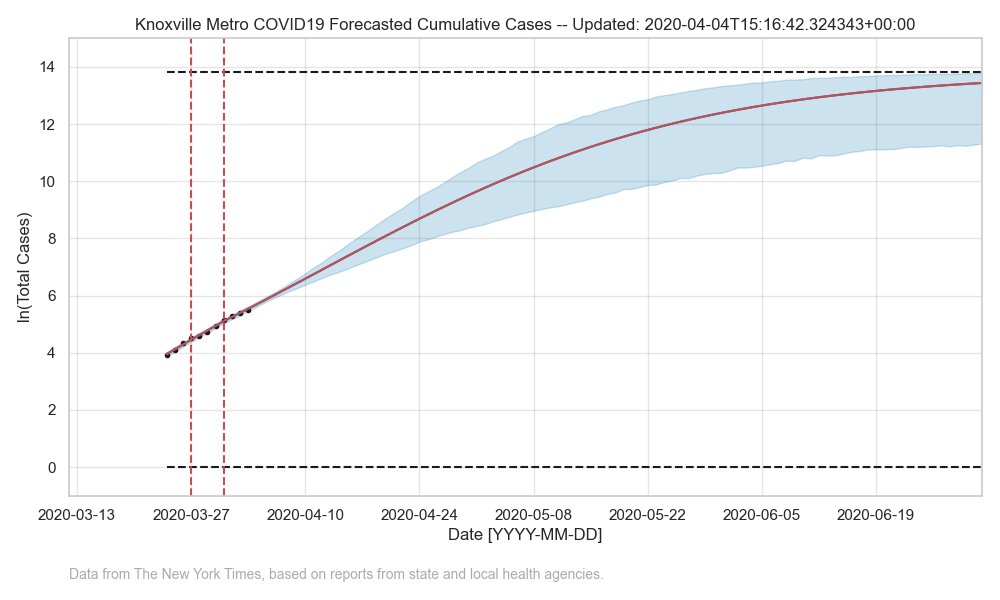 Knoxville Metro COVID19 Forecasted Cumulative Cases -- Updated: 2020-04-04T15:16:42.324343+00:00
ln(Total Cases)
14
12
10
8
6
4
2
0
2020-03-13 2020-03-27 2020-04-10 2020-04-24 2020-05-08 2020-05-22 2020-06-05 2020-06-19
Date [YYYY-MM-DD]
Data from The New York Times, based on reports from state and local health agencies.